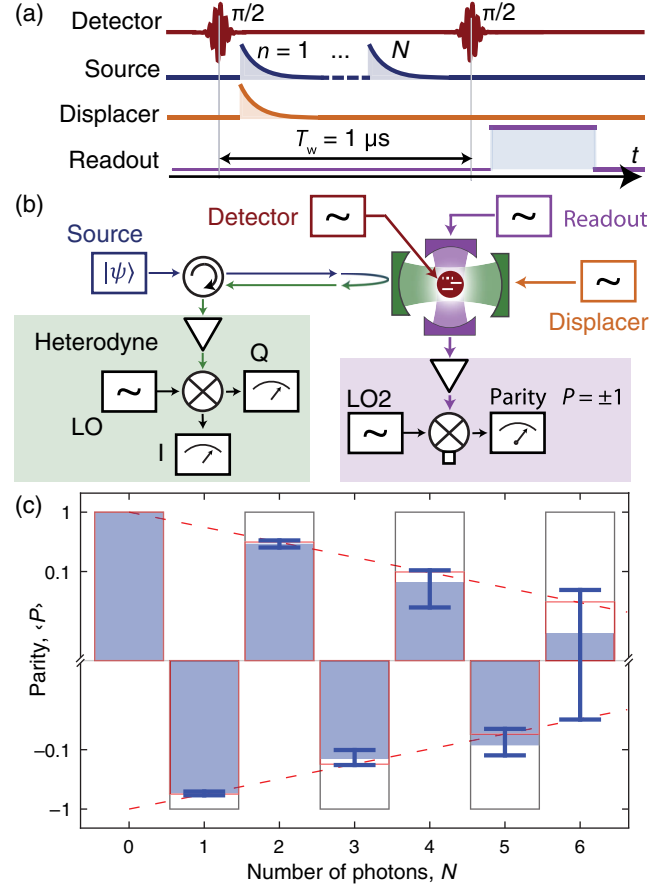 (a)
Detector
π/2
π/2
Source
n = 1
...
N
Displacer
T_w = 1 μs
Readout
t
(b)
Detector
~
~
Readout
Source
|ψ⟩
~
Displacer
Heterodyne
Q
~
LO
I
LO2
Parity
P = ±1
~
(c)
1
0.1
−0.1
−1
Parity, ‹P›
0
1
2
3
4
5
6
Number of photons, N